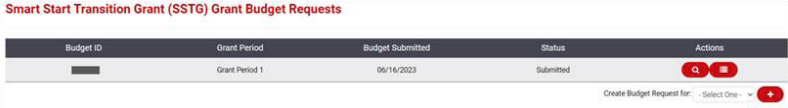 Smart Start Transition Grant (SSTG) Grant Budget Requests
Budget ID Grant Period Budget Submitted Status Actions
Grant Period 1 06/16/2023 Submitted
Create Budget Request for: - Select One -